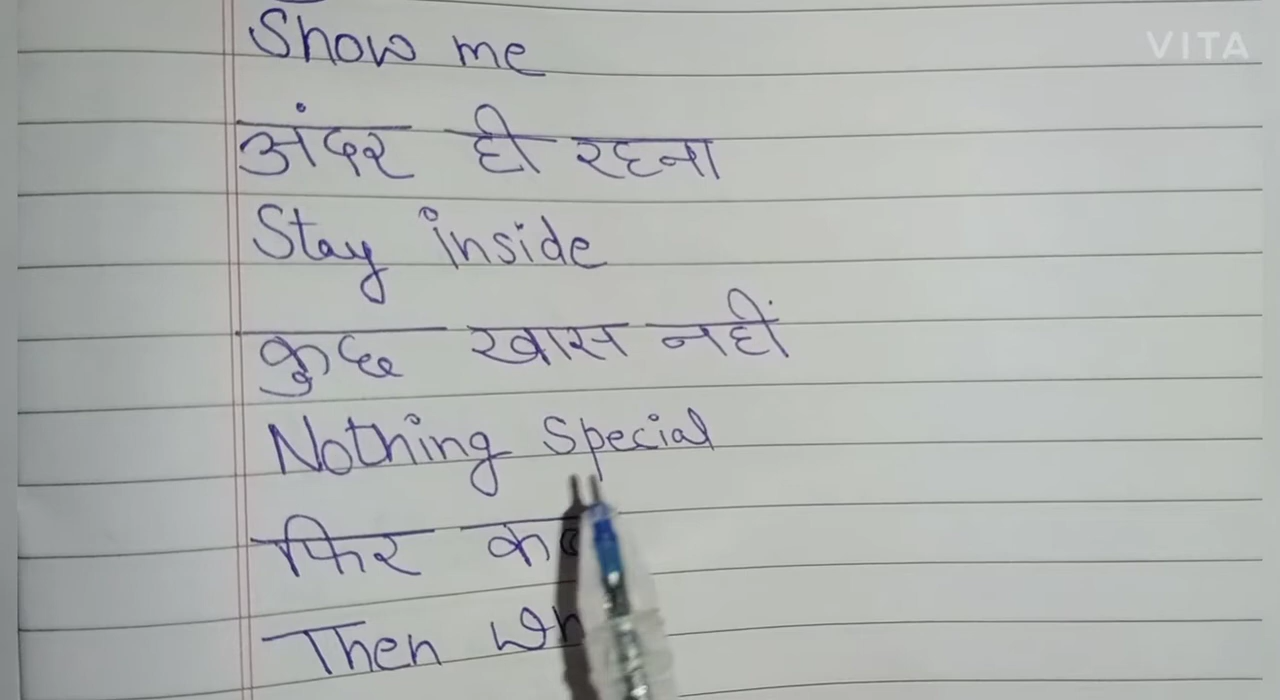 Show me
VITA
अंदर ही रहना
Stay inside
कुछ खास नहीं
Nothing special
फिर
Then